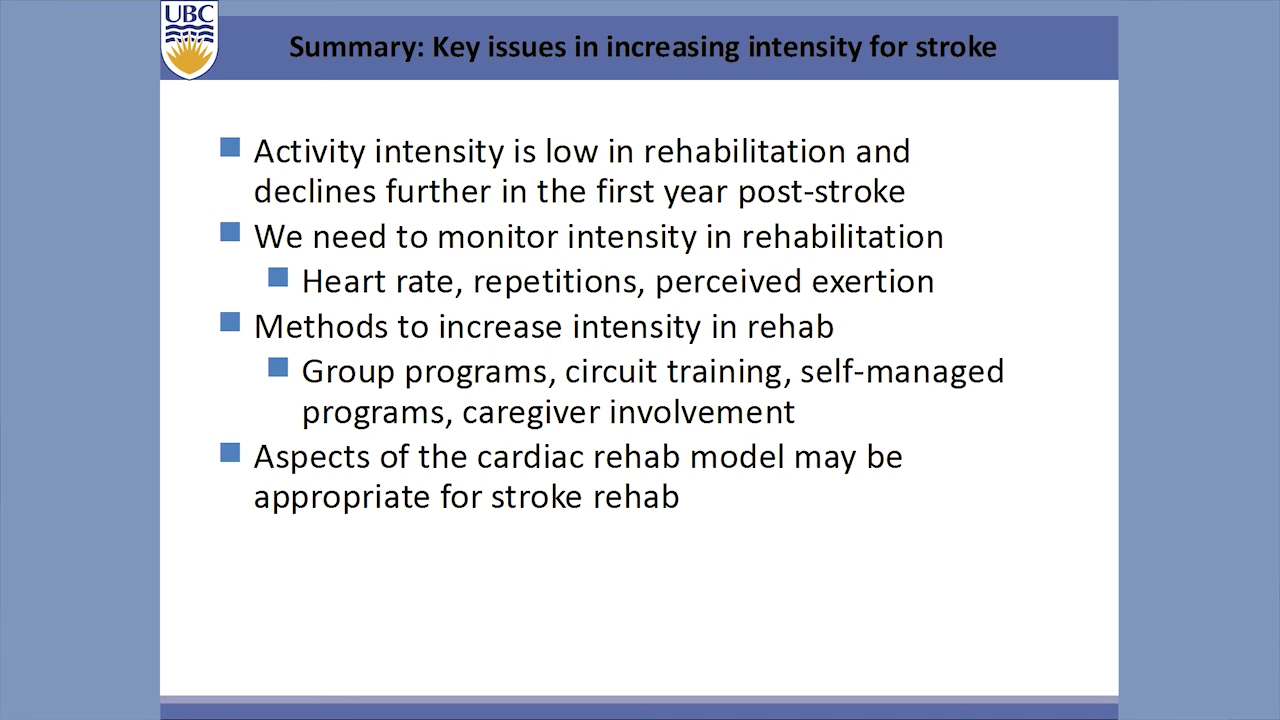 UBC
Summary: Key issues in increasing intensity for stroke
Activity intensity is low in rehabilitation and
declines further in the first year post-stroke
We need to monitor intensity in rehabilitation
Heart rate, repetitions, perceived exertion
Methods to increase intensity in rehab
Group programs, circuit training, self-managed
programs, caregiver involvement
Aspects of the cardiac rehab model may be
appropriate for stroke rehab